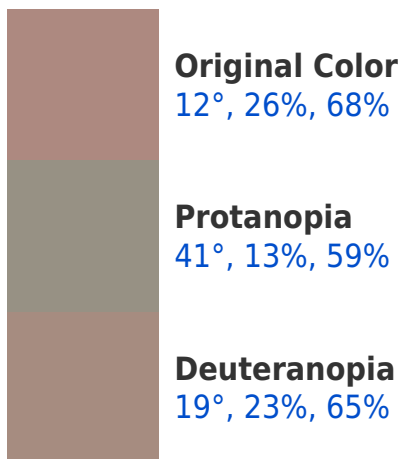 Original Color
12°, 26%, 68%
Protanopia
41°, 13%, 59%
Deuteranopia
19°, 23%, 65%